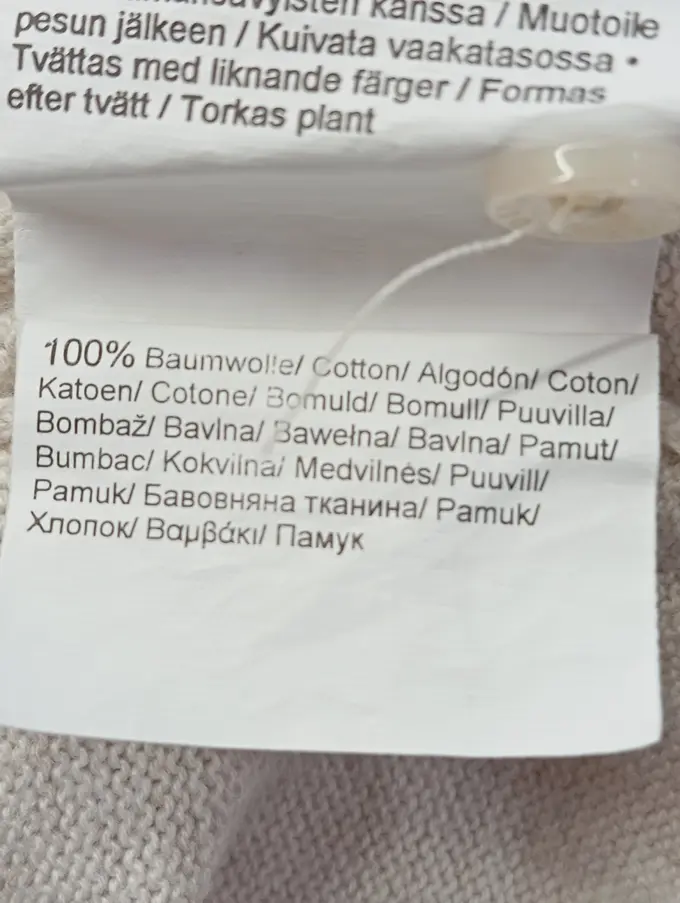 kanssa / Muotoile
pesun jälkeen / Kuivata vaakatasossa •
Tvättas med liknande färger / Formas
efter tvätt / Torkas plant
100% Baumwolle/ Cotton/ Algodón/ Coton/
Katoen/ Cotone/ Bomuld/ Bomull/ Puuvilla/
Bombaž/ Bavlna/ Bawełna/ Bavlna/ Pamut/
Bumbac/ Kokvilna/ Medvilnės/ Puuvill/
Pamuk/ Бавовняна тканина/ Pamuk/
Хлопок/ Βαμβάκι/ Памук